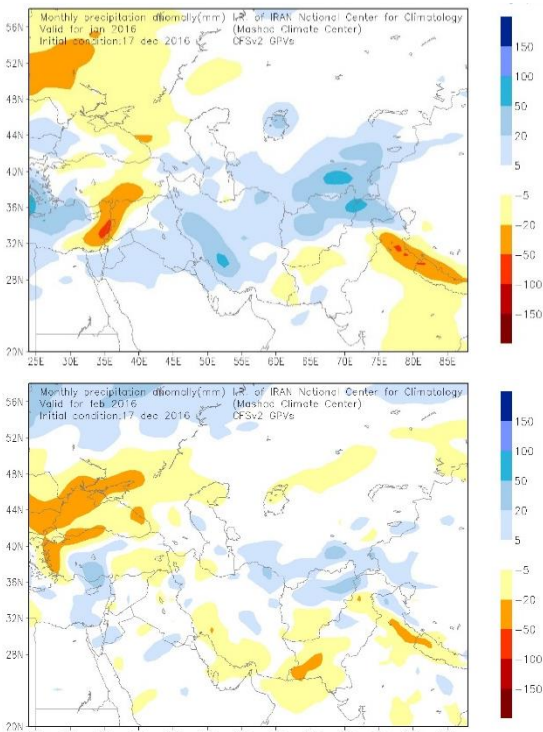 Monthly precipitation anomaly(mm) I.R. of IRAN National Center for Climatology
Valid for jan 2016 (Mashad Climate Center)
Initial condition:17 dec 2016 CFSv2 GPVs
56N
52N
48N
44N
40N
36N
32N
28N
20N
25E 30E 35E 40E 45E 50E 55E 60E 65E 70E 75E 80E 85E
150
100
50
20
5
-5
-20
-50
-100
-150
Monthly precipitation anomaly(mm) I.R. of IRAN National Center for Climatology
Valid for feb 2016 (Mashad Climate Center)
Initial condition:17 dec 2016 CFSv2 GPVs
56N
52N
48N
44N
40N
36N
32N
28N
20N
150
100
50
20
5
-5
-20
-50
-100
-150